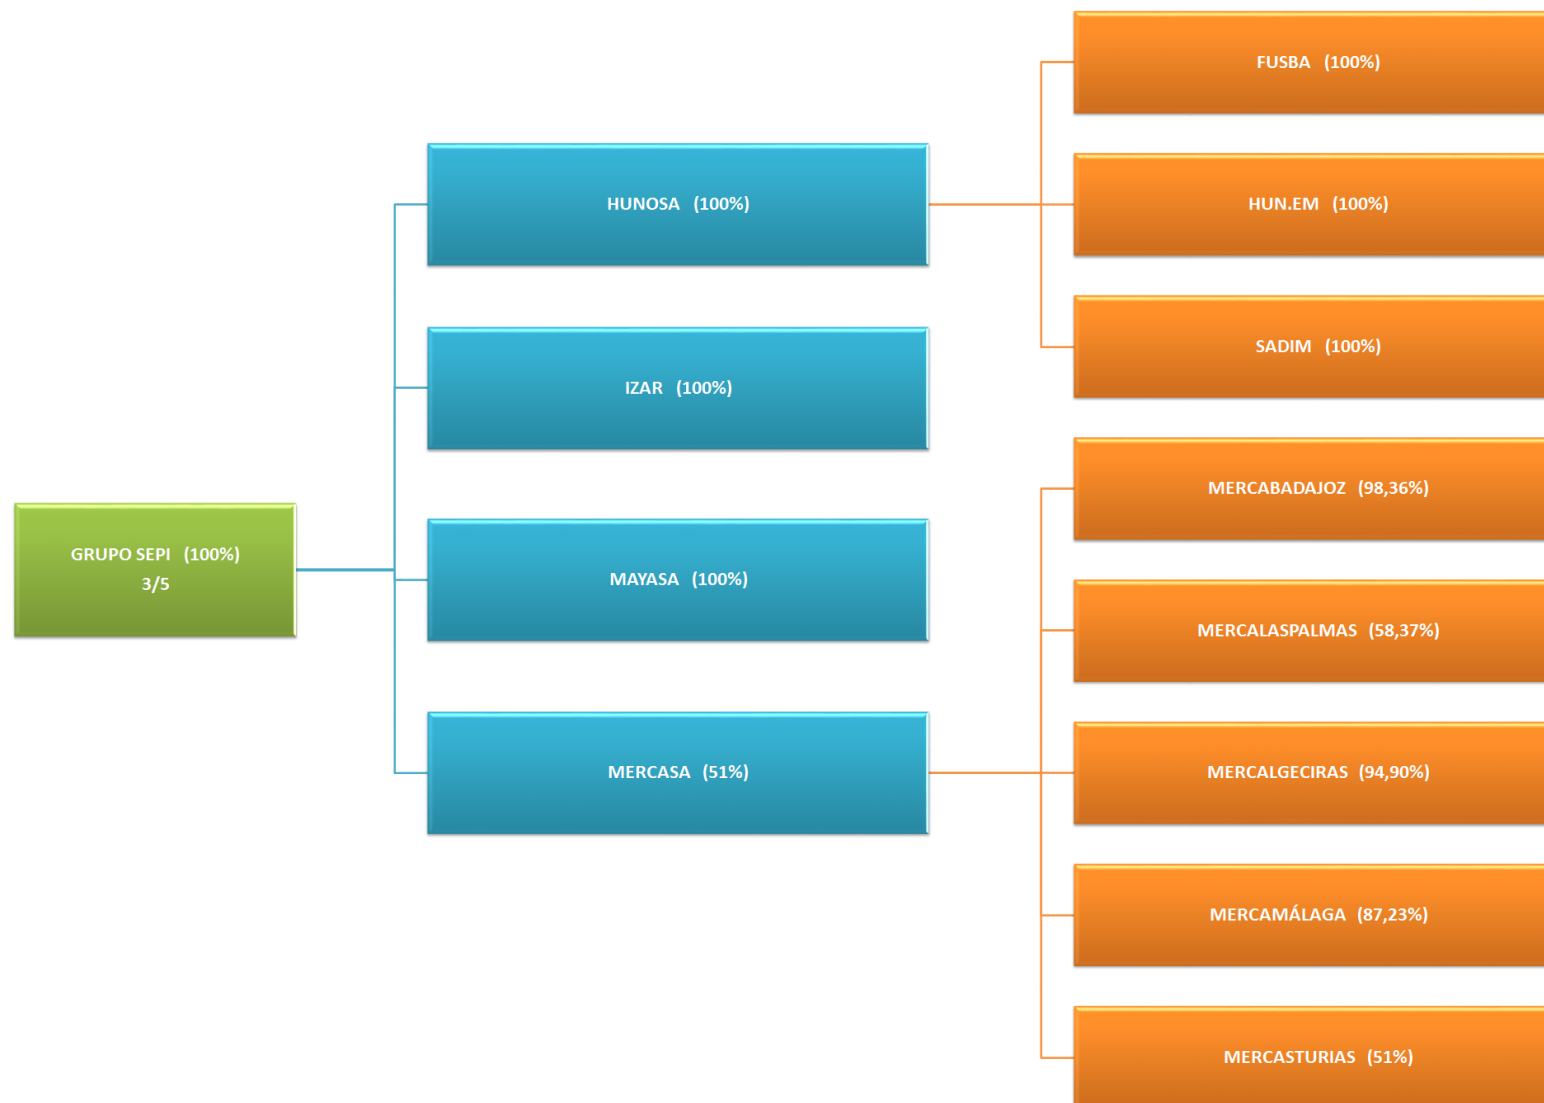 GRUPO SEPI (100%)
3/5
HUNOSA (100%)
IZAR (100%)
MAYASA (100%)
MERCASA (51%)
FUSBA (100%)
HUN.EM (100%)
SADIM (100%)
MERCABADAJOZ (98,36%)
MERCALASPALMAS (58,37%)
MERCALGECIRAS (94,90%)
MERCAMÁLAGA (87,23%)
MERCASTURIAS (51%)